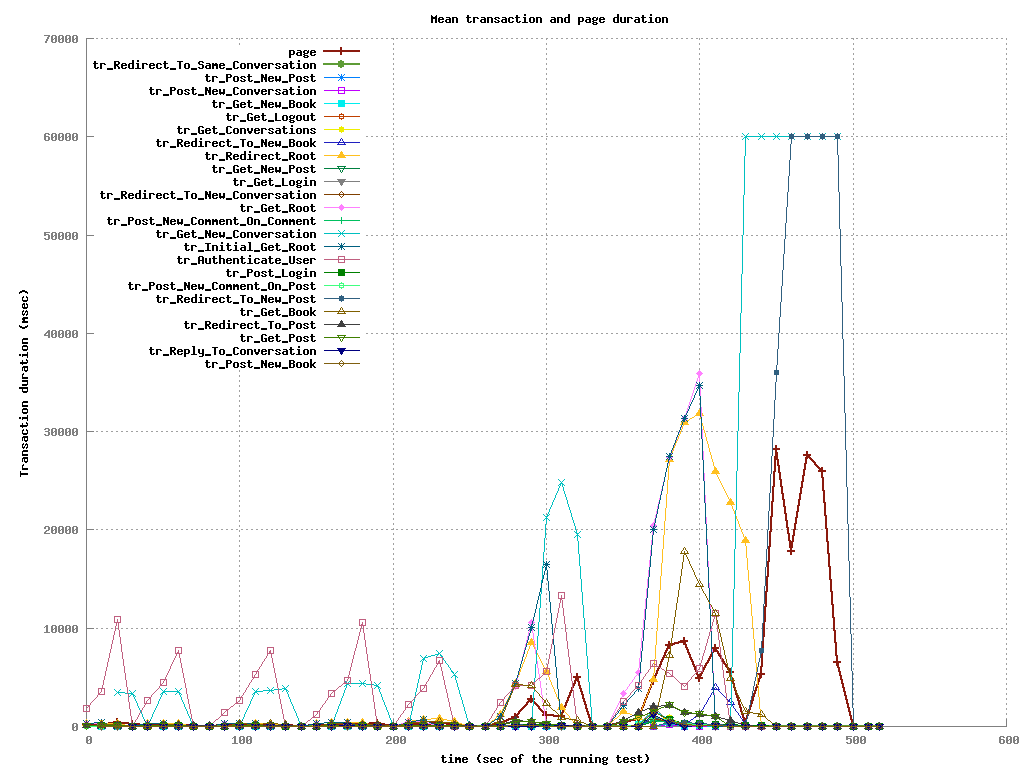 Mean transaction and page duration
70000
60000
50000
40000
30000
20000
10000
0
Transaction duration (msec)
page
tr_Redirect_To_Same_Conversation
tr_Post_New_Post
tr_Post_New_Conversation
tr_Get_New_Book
tr_Get_Logout
tr_Get_Conversations
tr_Redirect_To_New_Book
tr_Redirect_Root
tr_Get_New_Post
tr_Get_Login
tr_Redirect_To_New_Conversation
tr_Get_Root
tr_Post_New_Comment_On_Comment
tr_Get_New_Conversation
tr_Initial_Get_Root
tr_Authenticate_User
tr_Post_Login
tr_Post_New_Comment_On_Post
tr_Redirect_To_New_Post
tr_Get_Book
tr_Redirect_To_Post
tr_Get_Post
tr_Reply_To_Conversation
tr_Post_New_Book
0 100 200 300 400 500 600
time (sec of the running test)